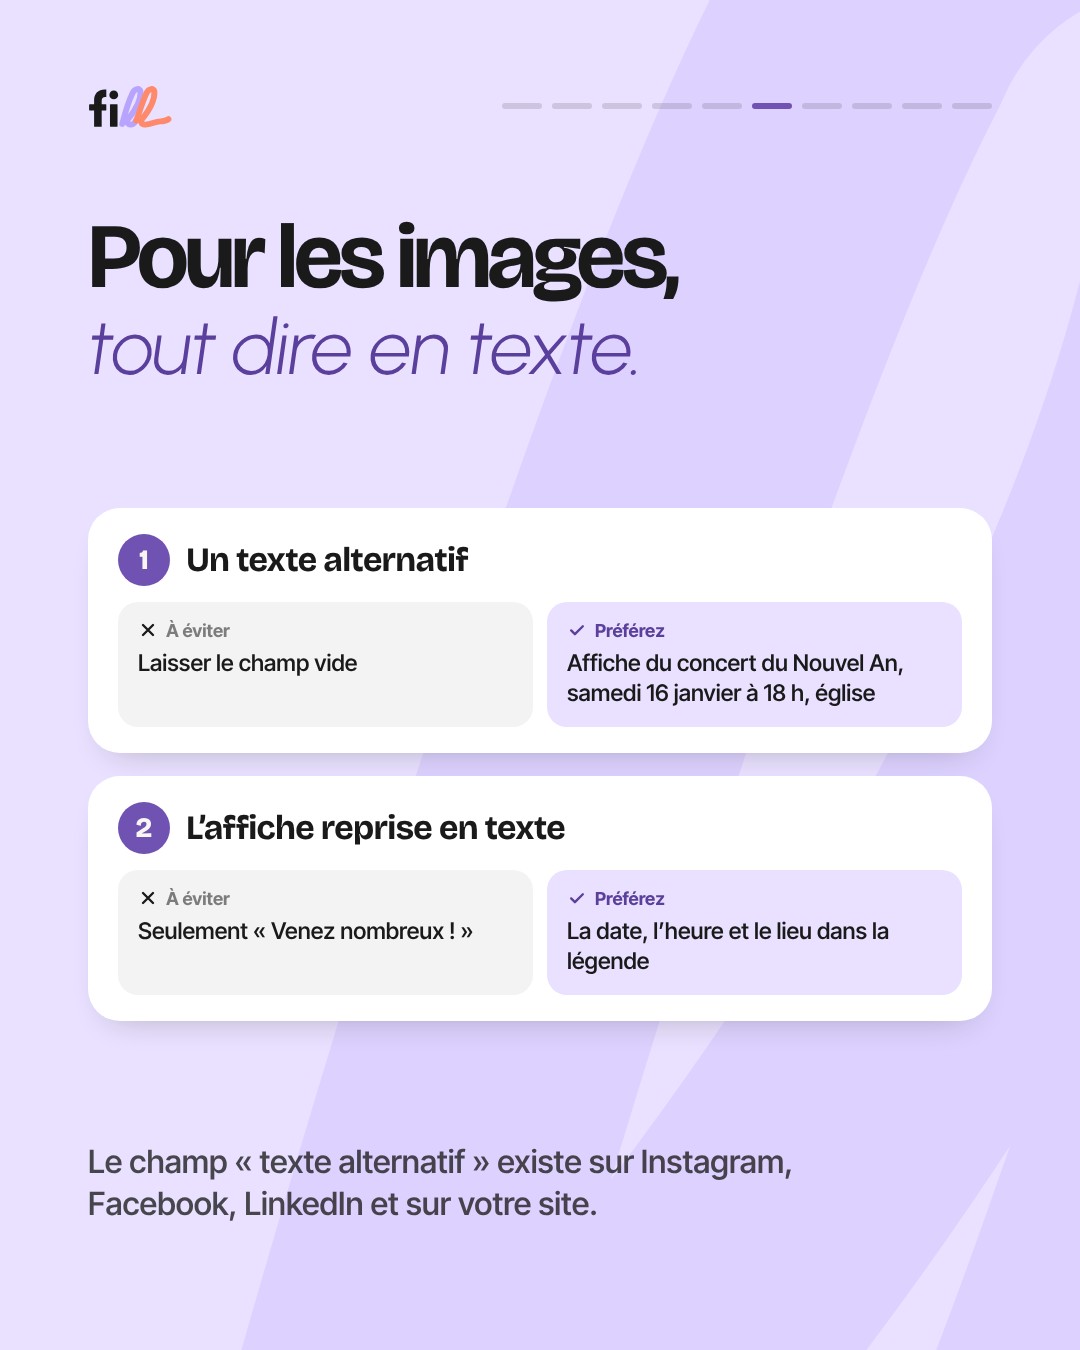 fill
Pour les images,
tout dire en texte.
1 Un texte alternatif
À éviter
Laisser le champ vide
Préférez
Affiche du concert du Nouvel An,
samedi 16 janvier à 18 h, église
2 L’affiche reprise en texte
À éviter
Seulement « Venez nombreux ! »
Préférez
La date, l’heure et le lieu dans la
légende
Le champ « texte alternatif » existe sur Instagram,
Facebook, LinkedIn et sur votre site.